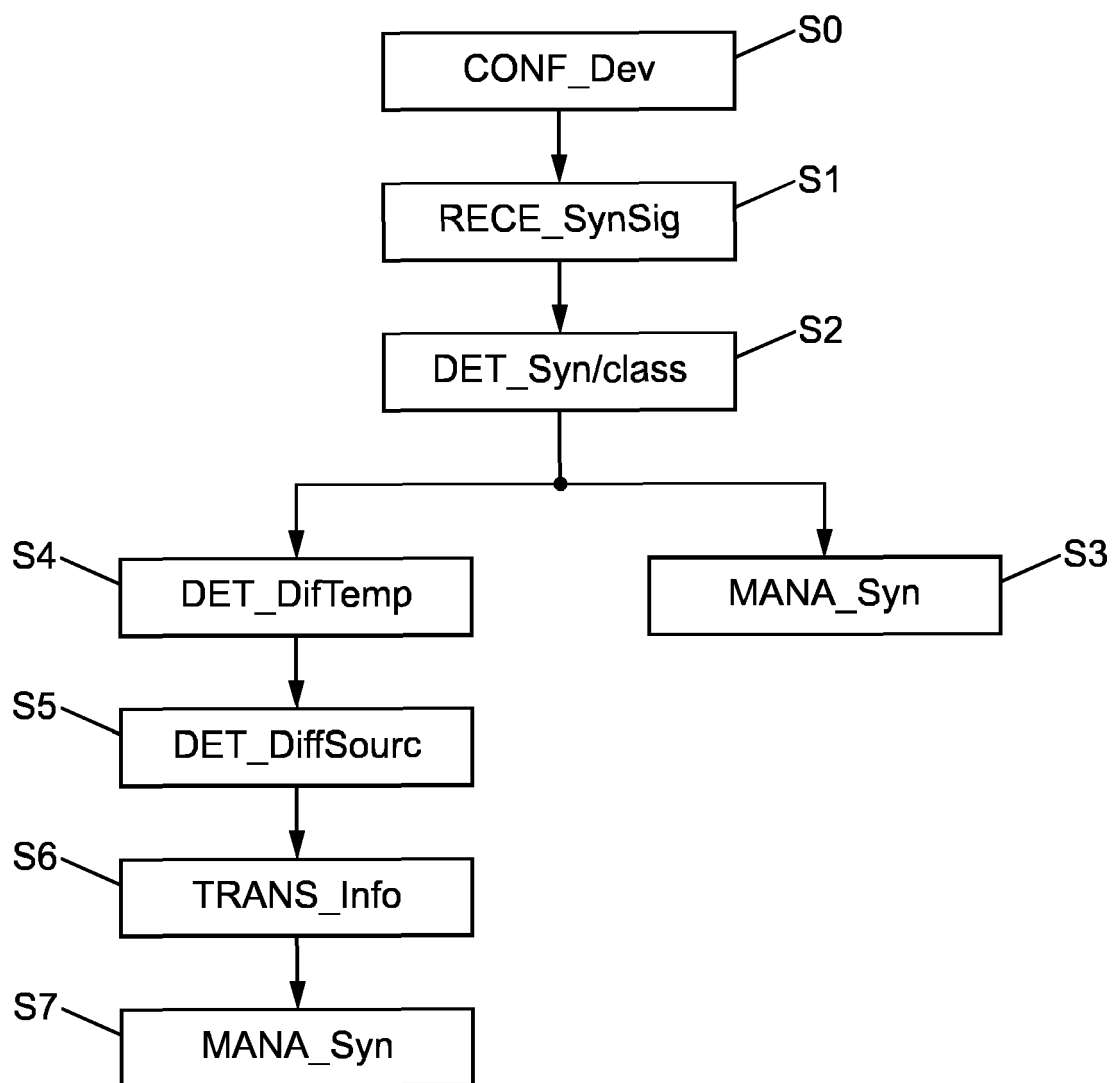 S0
CONF_Dev
S1
RECE_SynSig
S2
DET_Syn/class
S4
DET_DifTemp
S3
MANA_Syn
S5
DET_DiffSourc
S6
TRANS_Info
S7
MANA_Syn